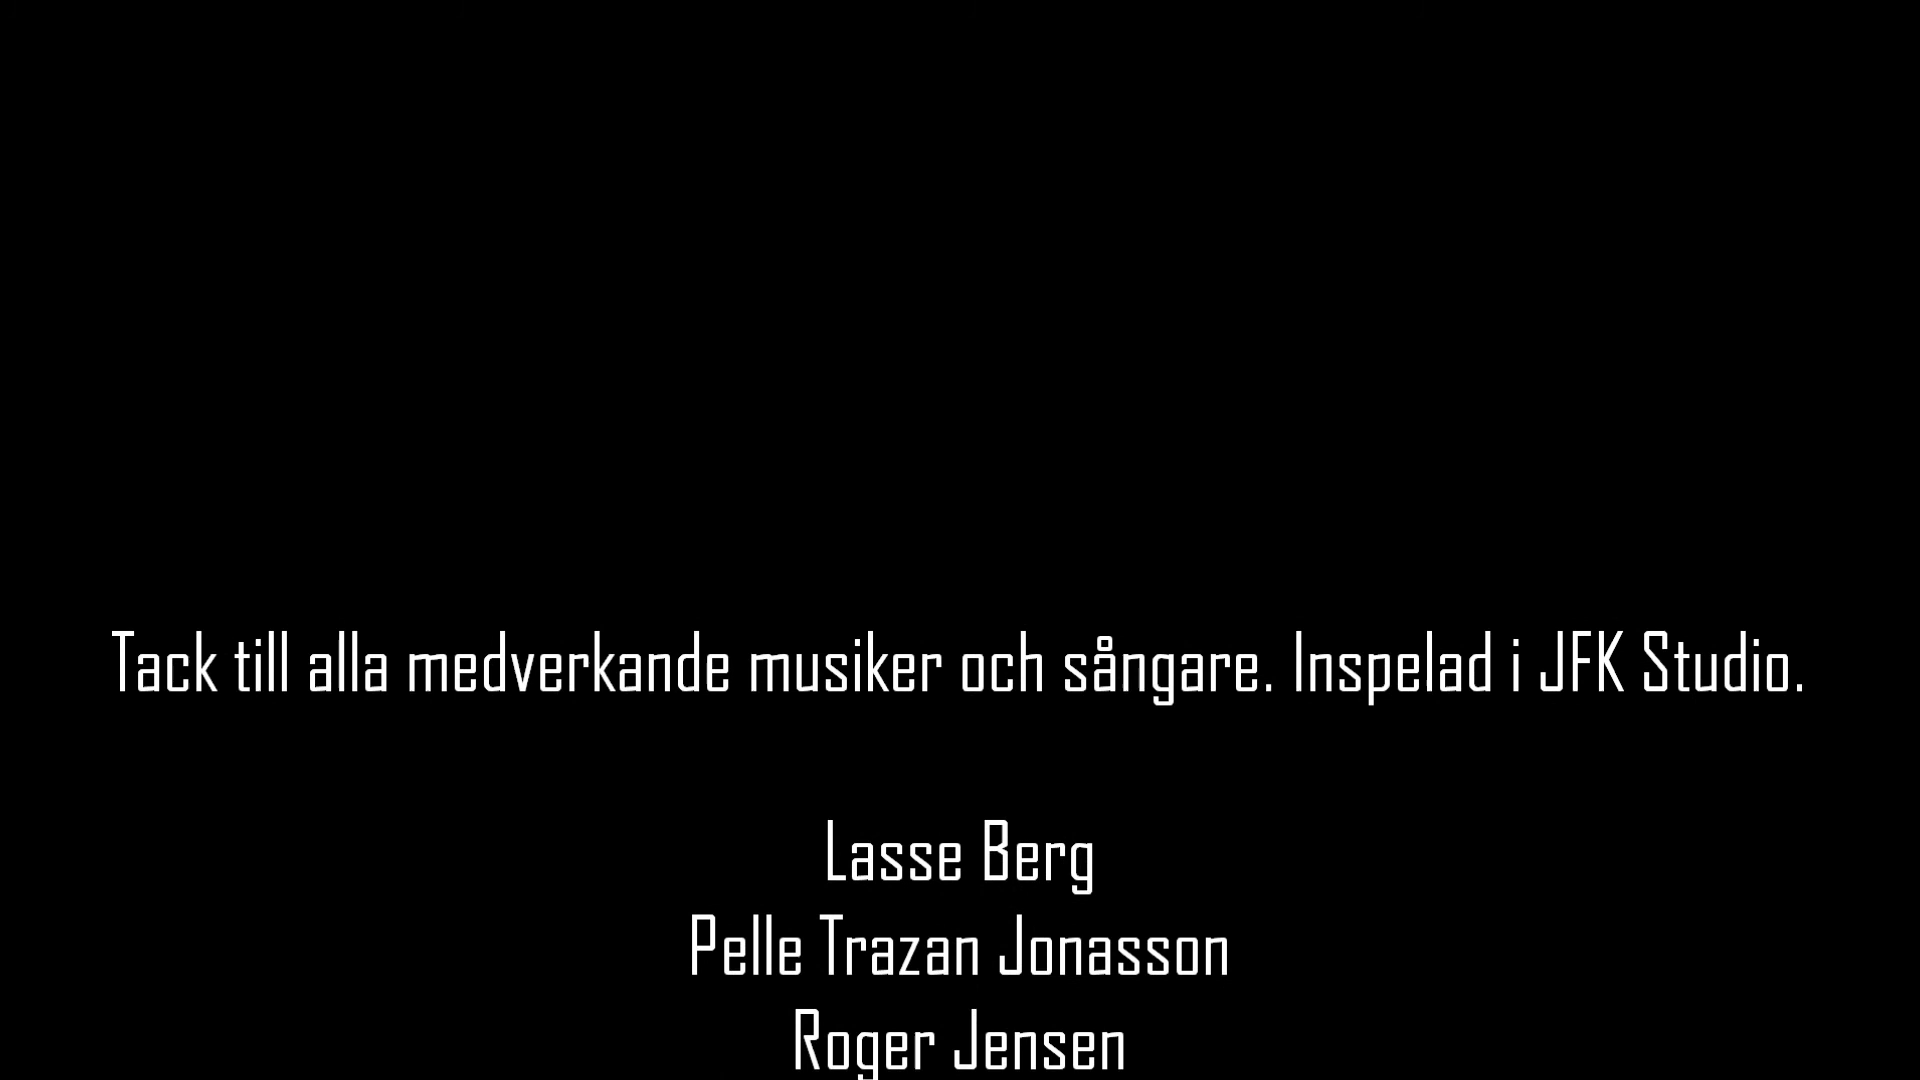 Tack till alla medverkande musiker och sångare. Inspelad i JFK Studio.
Lasse Berg
Pelle Trazan Jonasson
Roger Jensen